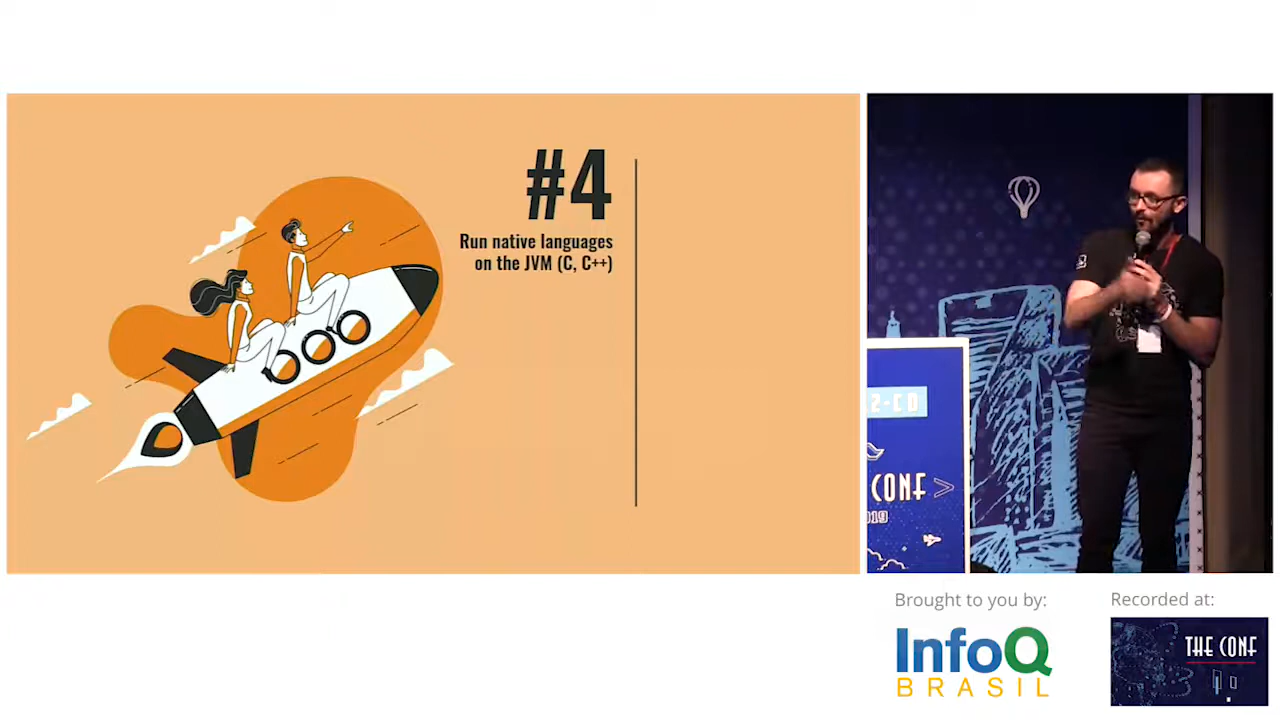 #4
Run native languages
on the JVM (C, C++)
CONF >
Brought to you by:
InfoQ
BRASIL
Recorded at:
THE CONF